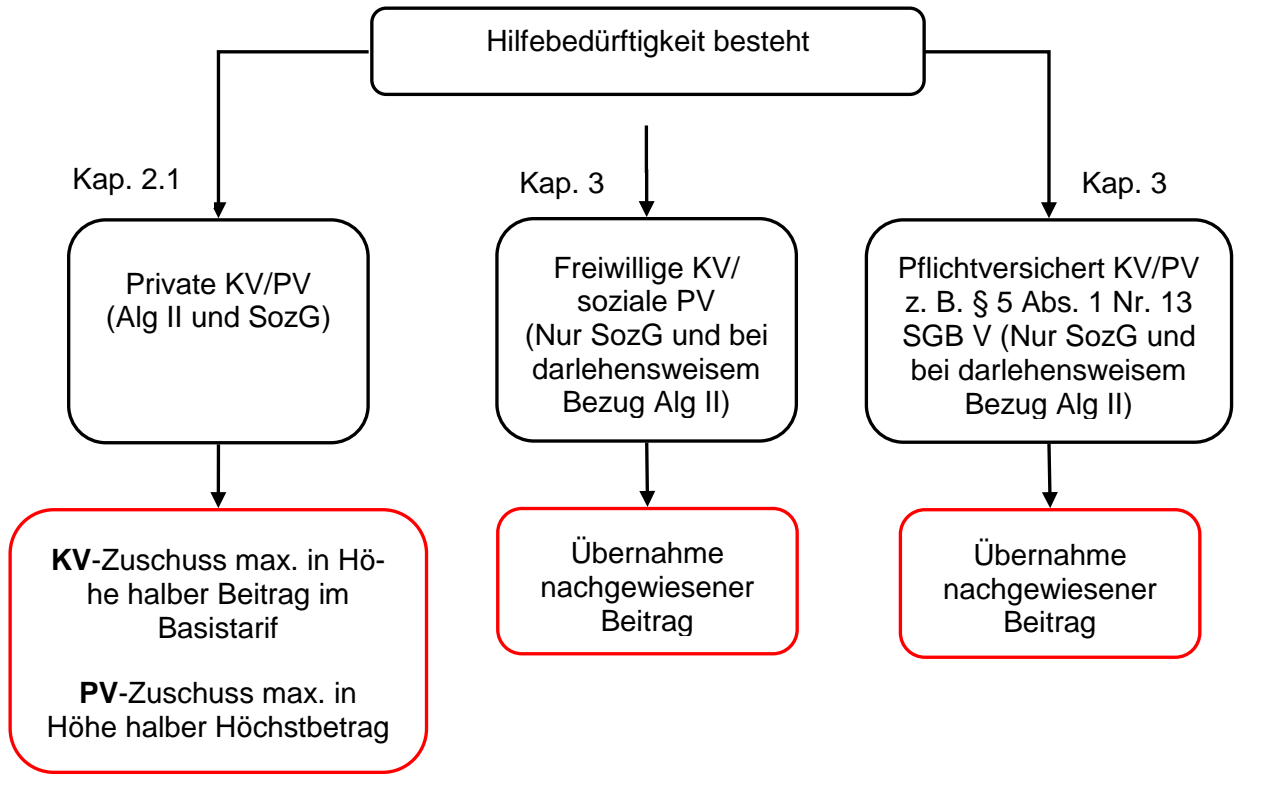 Hilfebedürftigkeit besteht
Kap. 2.1
Kap. 3
Kap. 3
Private KV/PV
(Alg II und SozG)
Freiwillige KV/
soziale PV
(Nur SozG und bei
darlehensweisem
Bezug Alg II)
Pflichtversichert KV/PV
z. B. § 5 Abs. 1 Nr. 13
SGB V (Nur SozG und
bei darlehensweisem
Bezug Alg II)
KV-Zuschuss max. in Hö-
he halber Beitrag im
Basistarif
PV-Zuschuss max. in
Höhe halber Höchstbetrag
Übernahme
nachgewiesener
Beitrag
Übernahme
nachgewiesener
Beitrag